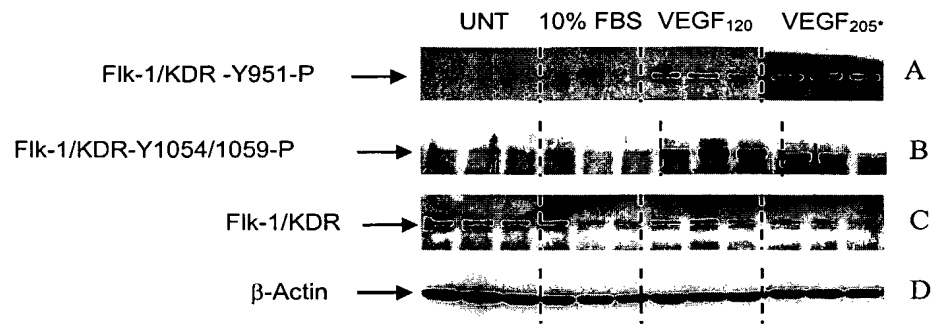 UNT 10% FBS VEGF120 VEGF205*
Flk-1/KDR -Y951-P A
Flk-1/KDR-Y1054/1059-P B
Flk-1/KDR C
β-Actin D